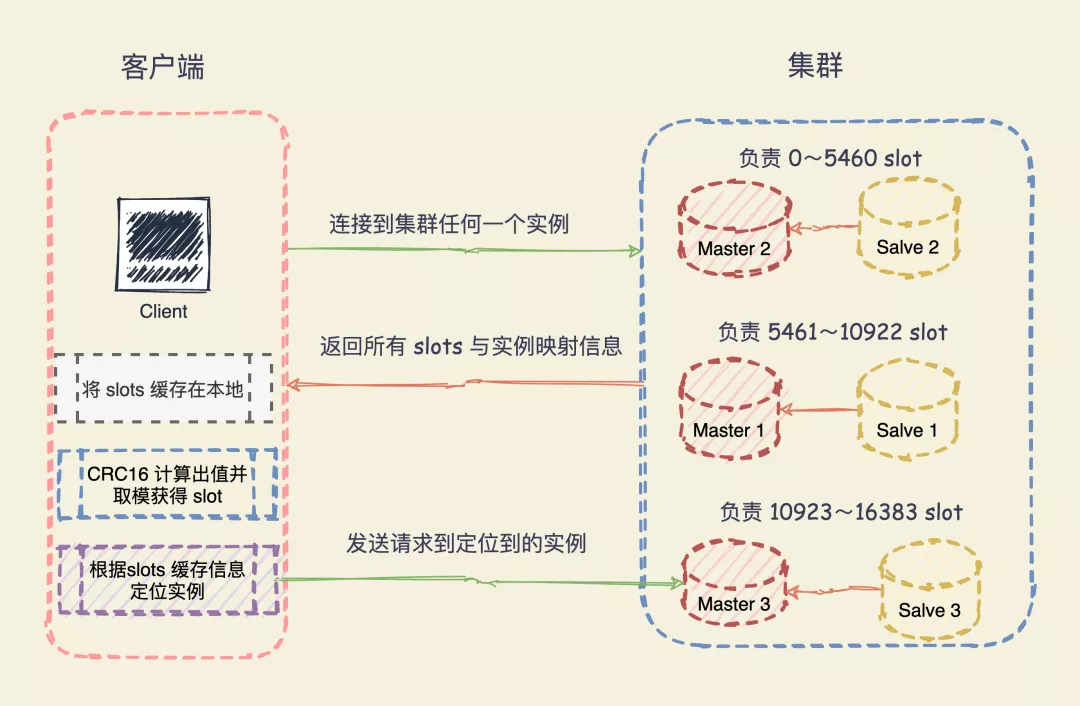 客户端
集群
负责 0～5460 slot
Master 2
Salve 2
连接到集群任何一个实例
Client
负责 5461～10922 slot
返回所有 slots 与实例映射信息
将 slots 缓存在本地
Master 1
Salve 1
CRC16 计算出值并
取模获得 slot
负责 10923～16383 slot
发送请求到定位到的实例
根据slots 缓存信息
定位实例
Master 3
Salve 3